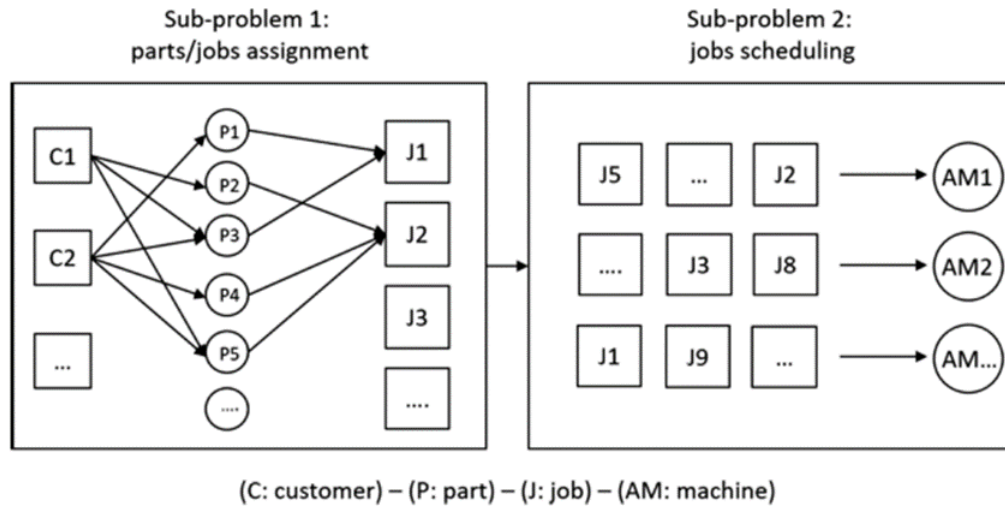 Sub-problem 1:
parts/jobs assignment
Sub-problem 2:
jobs scheduling
C1
C2
...
P1
P2
P3
P4
P5
....
J1
J2
J3
....
J5
...
J2
AM1
....
J3
J8
AM2
J1
J9
...
AM...
(C: customer) – (P: part) – (J: job) – (AM: machine)